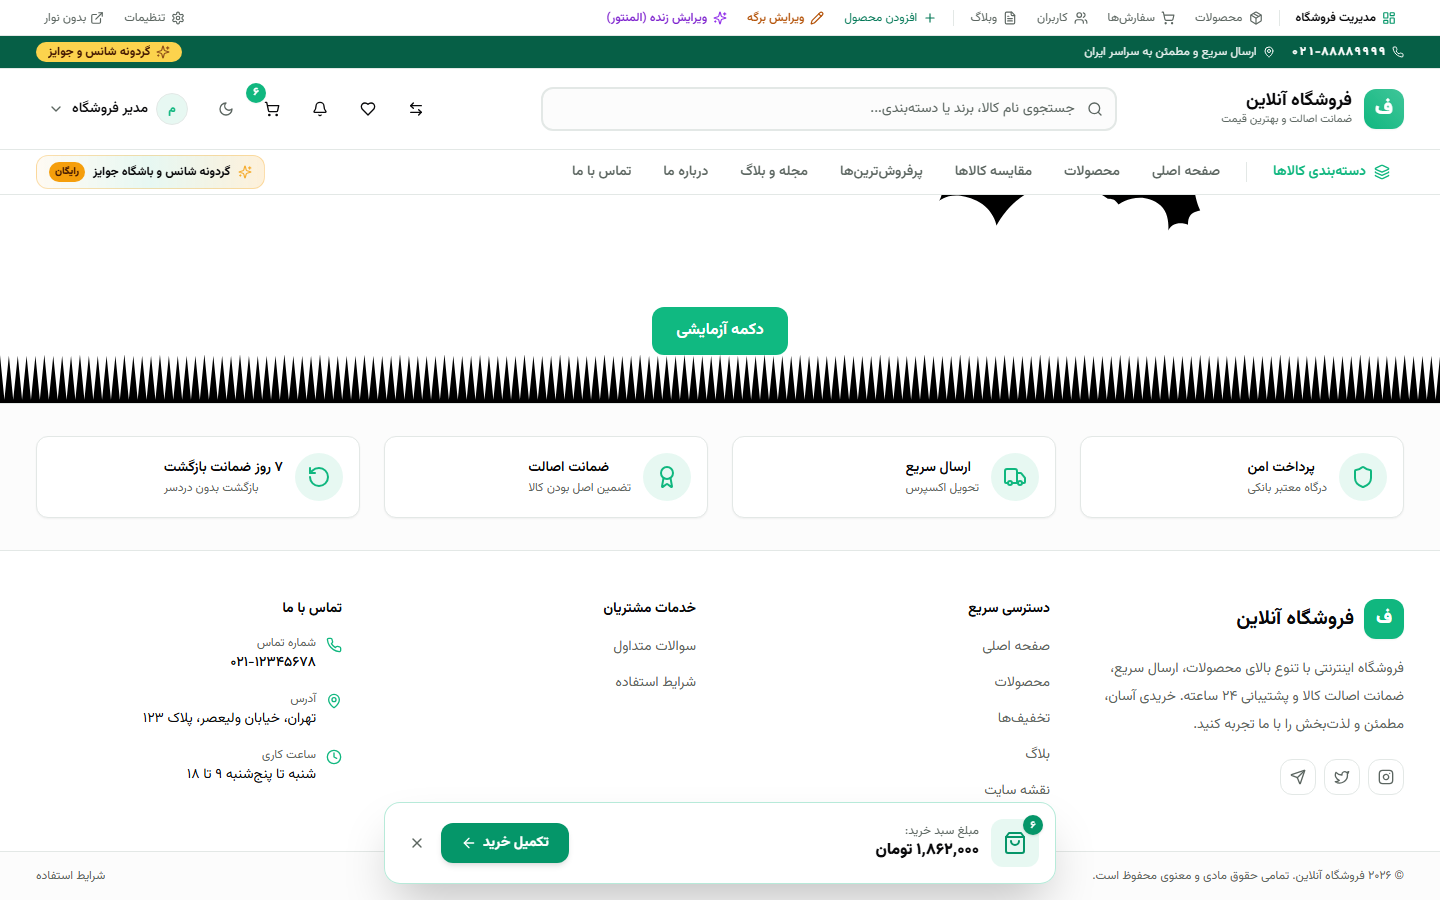 مدیریت فروشگاه
محصولات
سفارش‌ها
کاربران
وبلاگ
افزودن محصول
ویرایش برگه
ویرایش زنده (المنتور)
تنظیمات
بدون نوار
۰۲۱-۸۸۸۸۹۹۹۹
ارسال سریع و مطمئن به سراسر ایران
گردونه شانس و جوایز
ف
فروشگاه آنلاین
ضمانت اصالت و بهترین قیمت
جستجوی نام کالا، برند یا دسته‌بندی...
۶
م
مدیر فروشگاه
دسته‌بندی کالاها
صفحه اصلی
محصولات
مقایسه کالاها
پرفروش‌ترین‌ها
مجله و بلاگ
درباره ما
تماس با ما
گردونه شانس و باشگاه جوایز
رایگان
دکمه آزمایشی
پرداخت امن
درگاه معتبر بانکی
ارسال سریع
تحویل اکسپرس
ضمانت اصالت
تضمین اصل بودن کالا
۷ روز ضمانت بازگشت
بازگشت بدون دردسر
ف
فروشگاه آنلاین
فروشگاه اینترنتی با تنوع بالای محصولات، ارسال سریع،
ضمانت اصالت کالا و پشتیبانی ۲۴ ساعته. خریدی آسان،
مطمئن و لذت‌بخش را با ما تجربه کنید.
دسترسی سریع
صفحه اصلی
محصولات
تخفیف‌ها
بلاگ
نقشه سایت
خدمات مشتریان
سوالات متداول
شرایط استفاده
تماس با ما
شماره تماس
۰۲۱-۱۲۳۴۵۶۷۸
آدرس
تهران، خیابان ولیعصر، پلاک ۱۲۳
ساعت کاری
شنبه تا پنج‌شنبه ۹ تا ۱۸
۶
مبلغ سبد خرید:
۱,۸۶۲,۰۰۰ تومان
تکمیل خرید
© ۲۰۲۶ فروشگاه آنلاین. تمامی حقوق مادی و معنوی محفوظ است.
شرایط استفاده